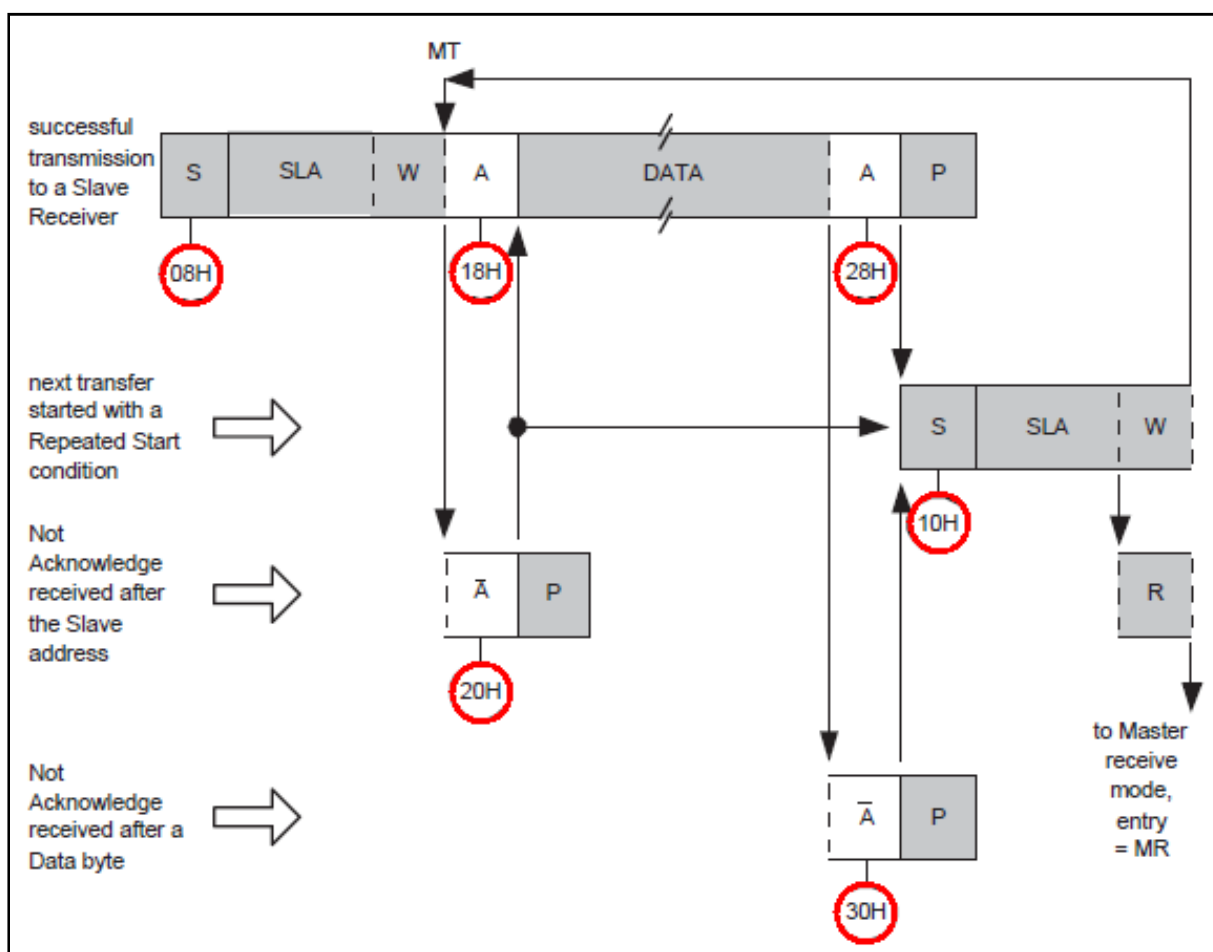 MT
successful
transmission
to a Slave
Receiver
S SLA W A DATA A P
08H 18H 28H
next transfer
started with a
Repeated Start
condition
S SLA W
10H
Not
Acknowledge
received after
the Slave
address
Ā P
R
20H
to Master
receive
mode,
entry
= MR
Not
Acknowledge
received after a
Data byte
Ā P
30H